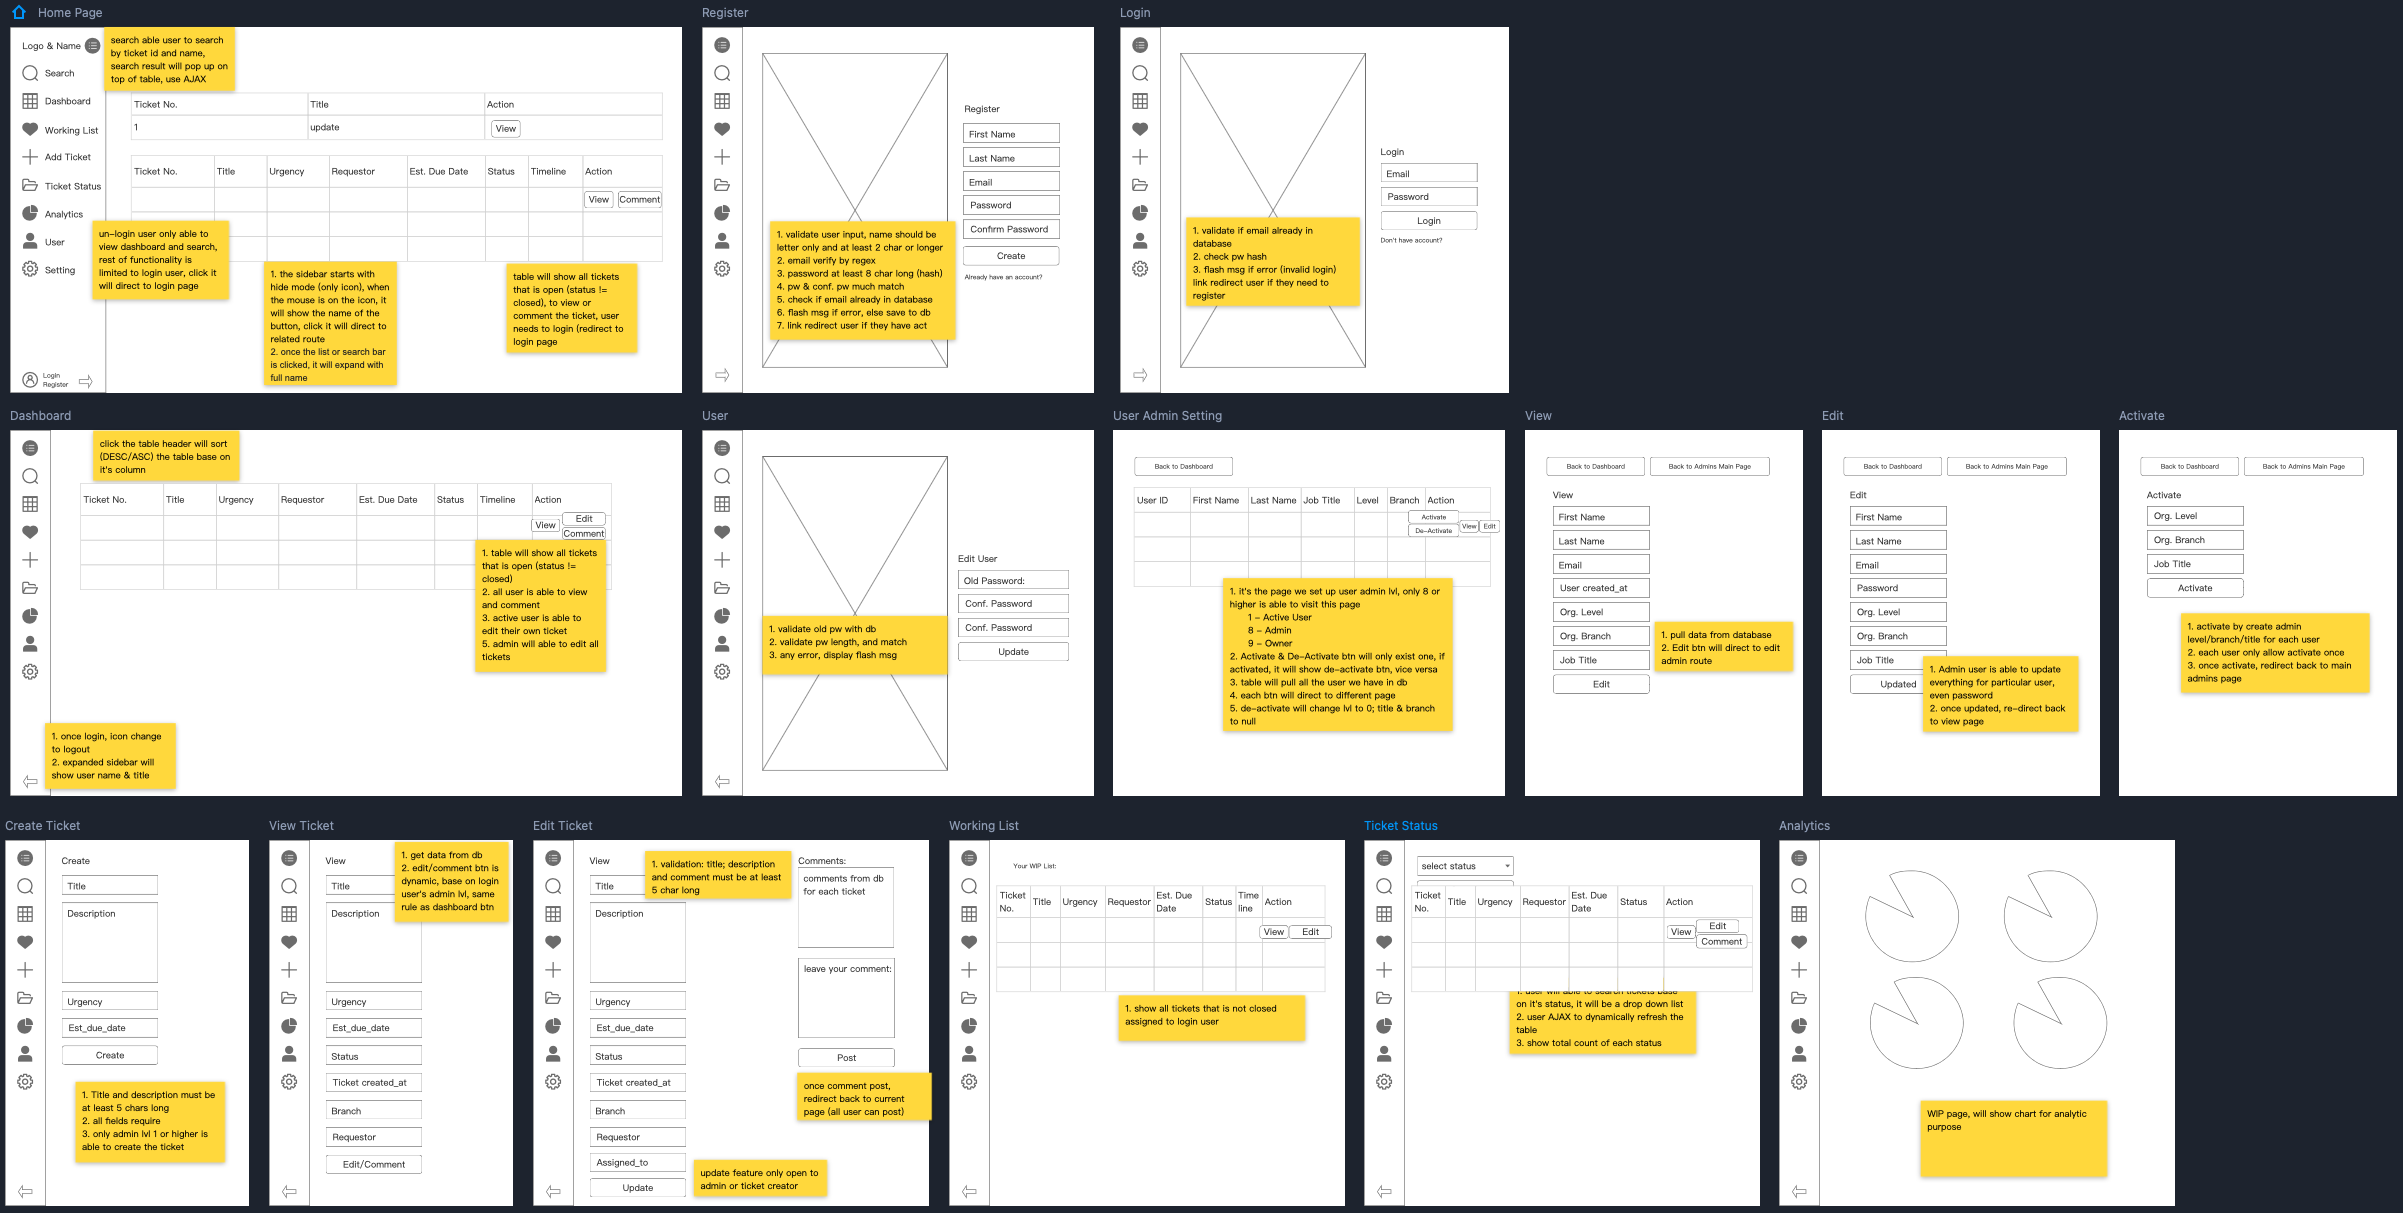 Home Page
Logo & Name
Search
Dashboard
Working List
Add Ticket
Ticket Status
Analytics
User
Setting
Login
Register
search able user to search
by ticket id and name,
search result will pop up on
top of table, use AJAX
Ticket No. Title Action
1 update View
Ticket No. Title Urgency Requestor Est. Due Date Status Timeline Action
View Comment
un-login user only able to
view dashboard and search,
rest of functionality is
limited to login user, click it
will direct to login page
1. the sidebar starts with
hide mode (only icon), when
the mouse is on the icon, it
will show the name of the
button, click it will direct to
related route
2. once the list or search bar
is clicked, it will expand with
full name
table will show all tickets
that is open (status !=
closed), to view or
comment the ticket, user
needs to login (redirect to
login page
Register
Register
First Name
Last Name
Email
Password
Confirm Password
Create
Already have an account?
1. validate user input, name should be
letter only and at least 2 char or longer
2. email verify by regex
3. password at least 8 char long (hash)
4. pw & conf. pw much match
5. check if email already in database
6. flash msg if error, else save to db
7. link redirect user if they have act
Login
Login
Email
Password
Login
Don't have account?
1. validate if email already in
database
2. check pw hash
3. flash msg if error (invalid login)
link redirect user if they need to
register
Dashboard
click the table header will sort
(DESC/ASC) the table base on
it's column
Ticket No. Title Urgency Requestor Est. Due Date Status Timeline Action
View Edit
Comment
1. table will show all tickets
that is open (status !=
closed)
2. all user is able to view
and comment
3. active user is able to
edit their own ticket
5. admin will able to edit all
tickets
1. once login, icon change
to logout
2. expanded sidebar will
show user name & title
User
Edit User
Old Password:
Conf. Password
Conf. Password
Update
1. validate old pw with db
2. validate pw length, and match
3. any error, display flash msg
User Admin Setting
Back to Dashboard
User ID First Name Last Name Job Title Level Branch Action
Activate
De-Activate View Edit
1. it's the page we set up user admin lvl, only 8 or
higher is able to visit this page
1 - Active User
8 - Admin
9 - Owner
2. Activate & De-Activate btn will only exist one, if
activated, it will show de-activate btn, vice versa
3. table will pull all the user we have in db
4. each btn will direct to different page
5. de-activate will change lvl to 0; title & branch
to null
View
Back to Dashboard Back to Admins Main Page
View
First Name
Last Name
Email
User created_at
Org. Level
Org. Branch
Job Title
Edit
1. pull data from database
2. Edit btn will direct to edit
admin route
Edit
Back to Dashboard Back to Admins Main Page
Edit
First Name
Last Name
Email
Password
Org. Level
Org. Branch
Job Title
Updated
1. Admin user is able to update
everything for particular user,
even password
2. once updated, re-direct back
to view page
Activate
Back to Dashboard Back to Admins Main Page
Activate
Org. Level
Org. Branch
Job Title
Activate
1. activate by create admin
level/branch/title for each user
2. each user only allow activate once
3. once activate, redirect back to main
admins page
Create Ticket
Create
Title
Description
Urgency
Est_due_date
Create
1. Title and description must be
at least 5 chars long
2. all fields require
3. only admin lvl 1 or higher is
able to create the ticket
View Ticket
View
Title
Description
Urgency
Est_due_date
Status
Ticket created_at
Branch
Requestor
Edit/Comment
1. get data from db
2. edit/comment btn is
dynamic, base on login
user's admin lvl, same
rule as dashboard btn
Edit Ticket
View
Title
Description
Urgency
Est_due_date
Status
Ticket created_at
Branch
Requestor
Assigned_to
Update
1. validation: title; description
and comment must be at least
5 char long
Comments:
comments from db
for each ticket
leave your comment:
Post
once comment post,
redirect back to current
page (all user can post)
update feature only open to
admin or ticket creator
Working List
Your WIP List:
Ticket No. Title Urgency Requestor Est. Due Date Status Time line Action
View Edit
1. show all tickets that is not closed
assigned to login user
Ticket Status
select status
Ticket No. Title Urgency Requestor Est. Due Date Status Action
View Edit
Comment
1. user will able to search tickets base
on it's status, it will be a drop down list
2. user AJAX to dynamically refresh the
table
3. show total count of each status
Analytics
WIP page, will show chart for analytic
purpose